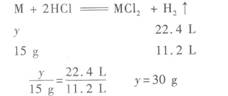 M + 2HCl ═══ MCl₂ + H₂↑
y 22.4 L
15 g 11.2 L
y/15 g = 22.4 L/11.2 L y=30 g